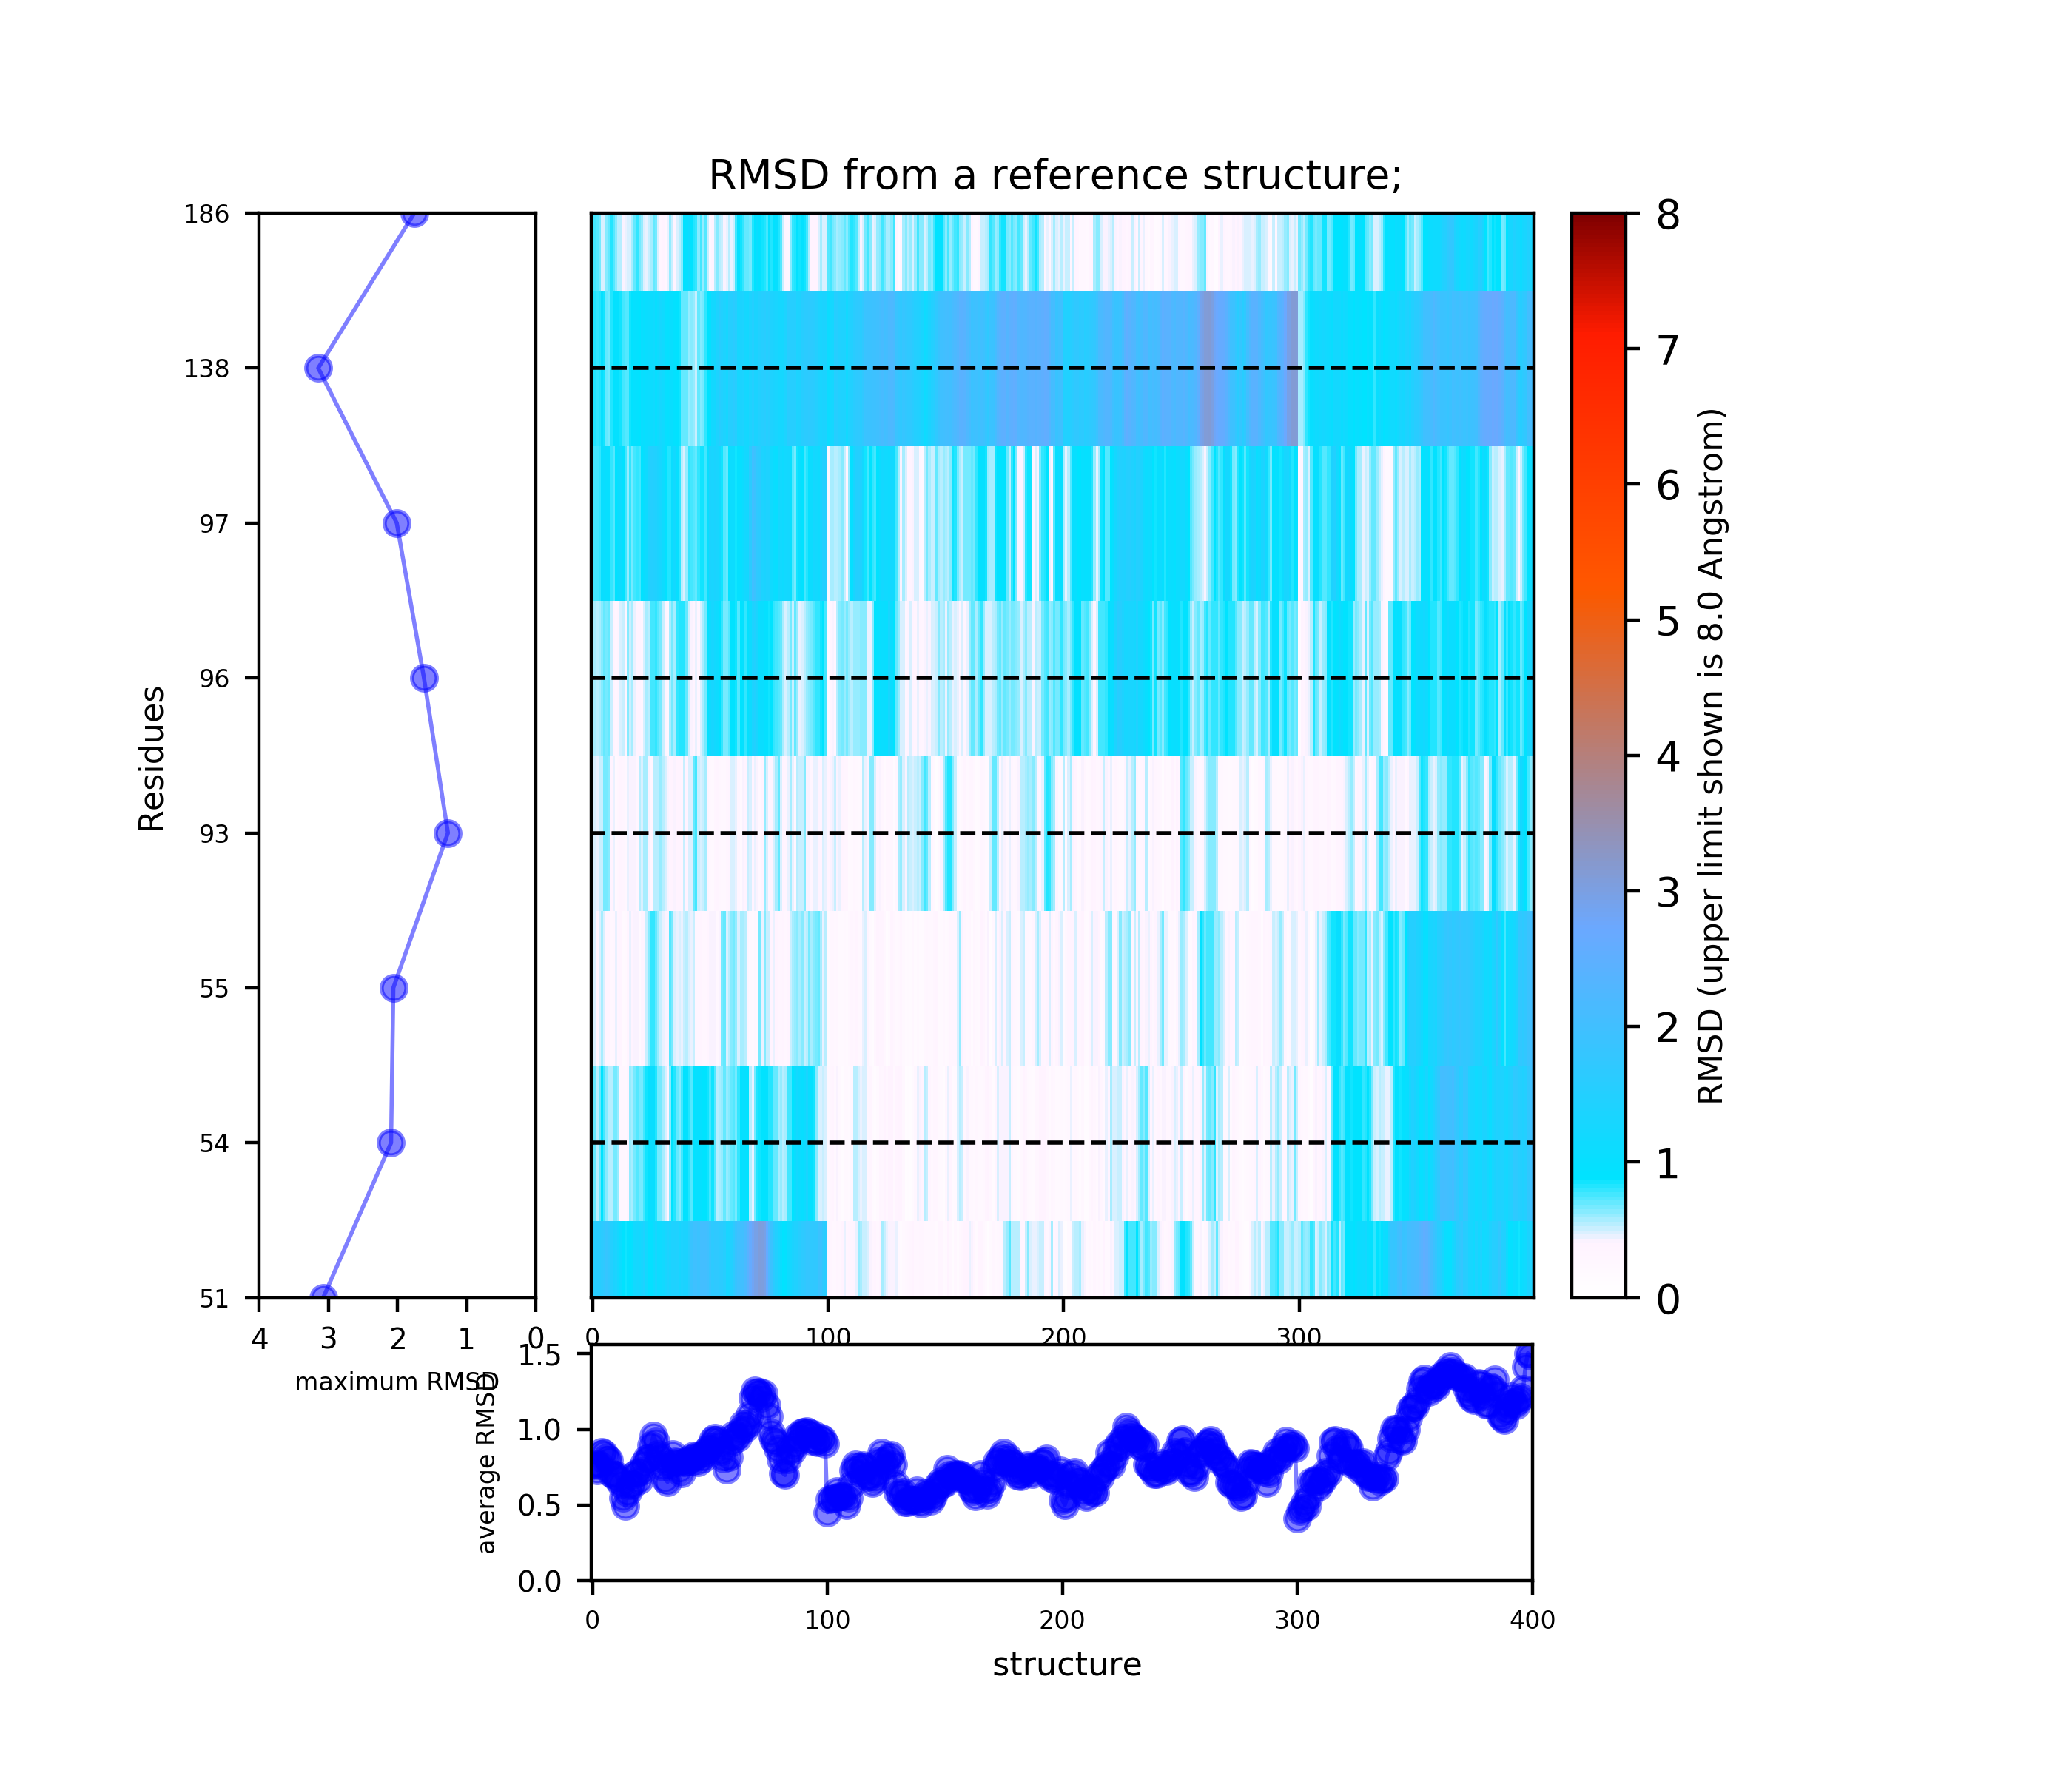 RMSD from a reference structure;
186
138
97
96
93
55
54
51
Residues
4 3 2 1 0
maximum RMSD
0 100 200 300
8
7
6
5
4
3
2
1
0
RMSD (upper limit shown is 8.0 Angstrom)
1.5
1.0
0.5
0.0
average RMSD
0 100 200 300 400
structure